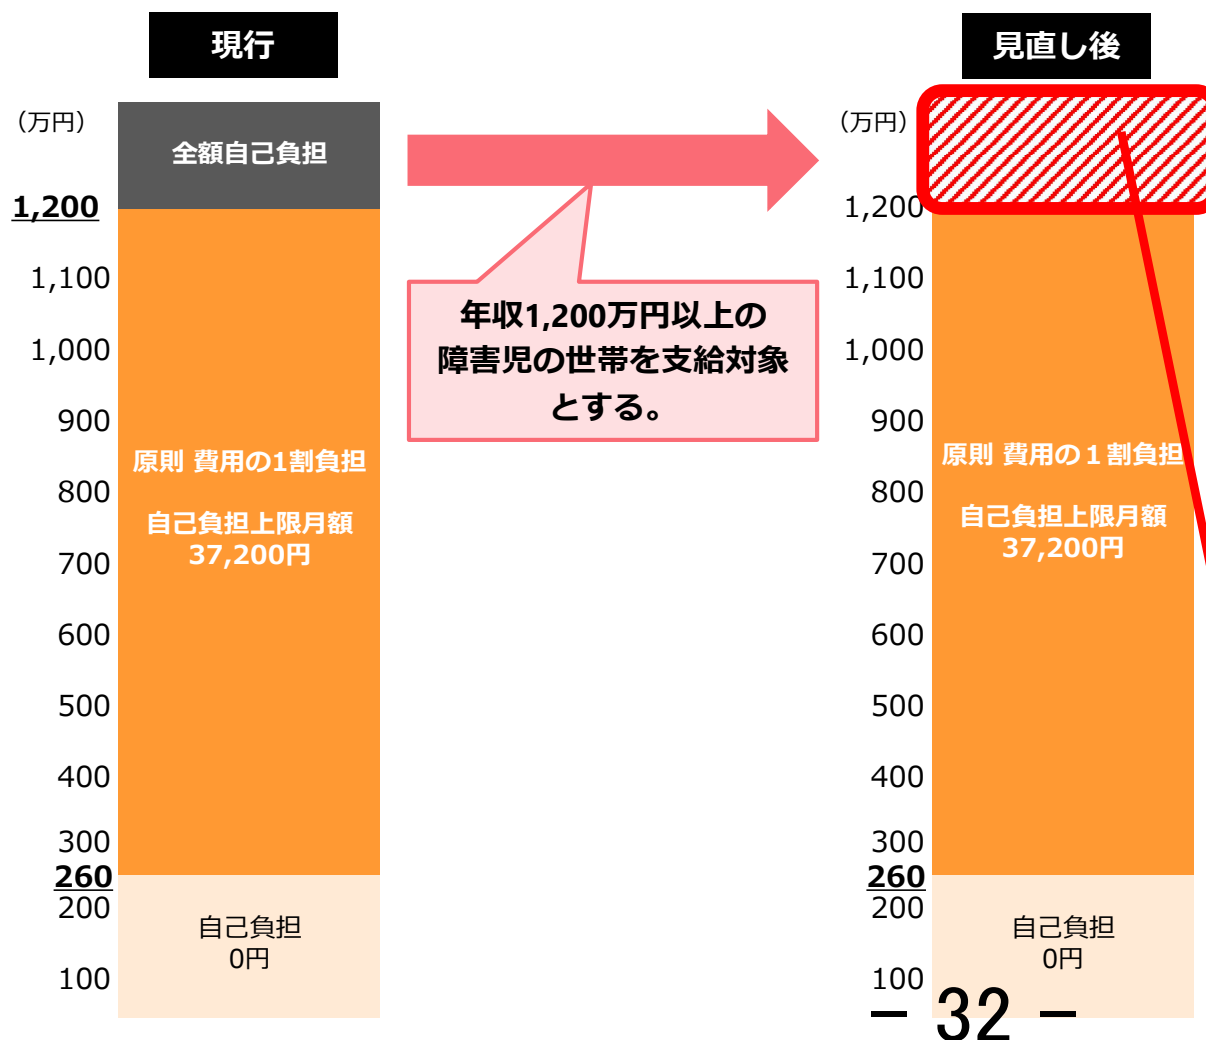 現行
（万円）
全額自己負担
1,200
1,100
1,000
900
800
700
600
500
400
300
260
200
100
原則 費用の1割負担
自己負担上限月額
37,200円
自己負担
0円
年収1,200万円以上の
障害児の世帯を支給対象
とする。
見直し後
（万円）
1,200
1,100
1,000
900
800
700
600
500
400
300
260
200
100
原則 費用の１割負担
自己負担上限月額
37,200円
自己負担
0円
－ 32 －